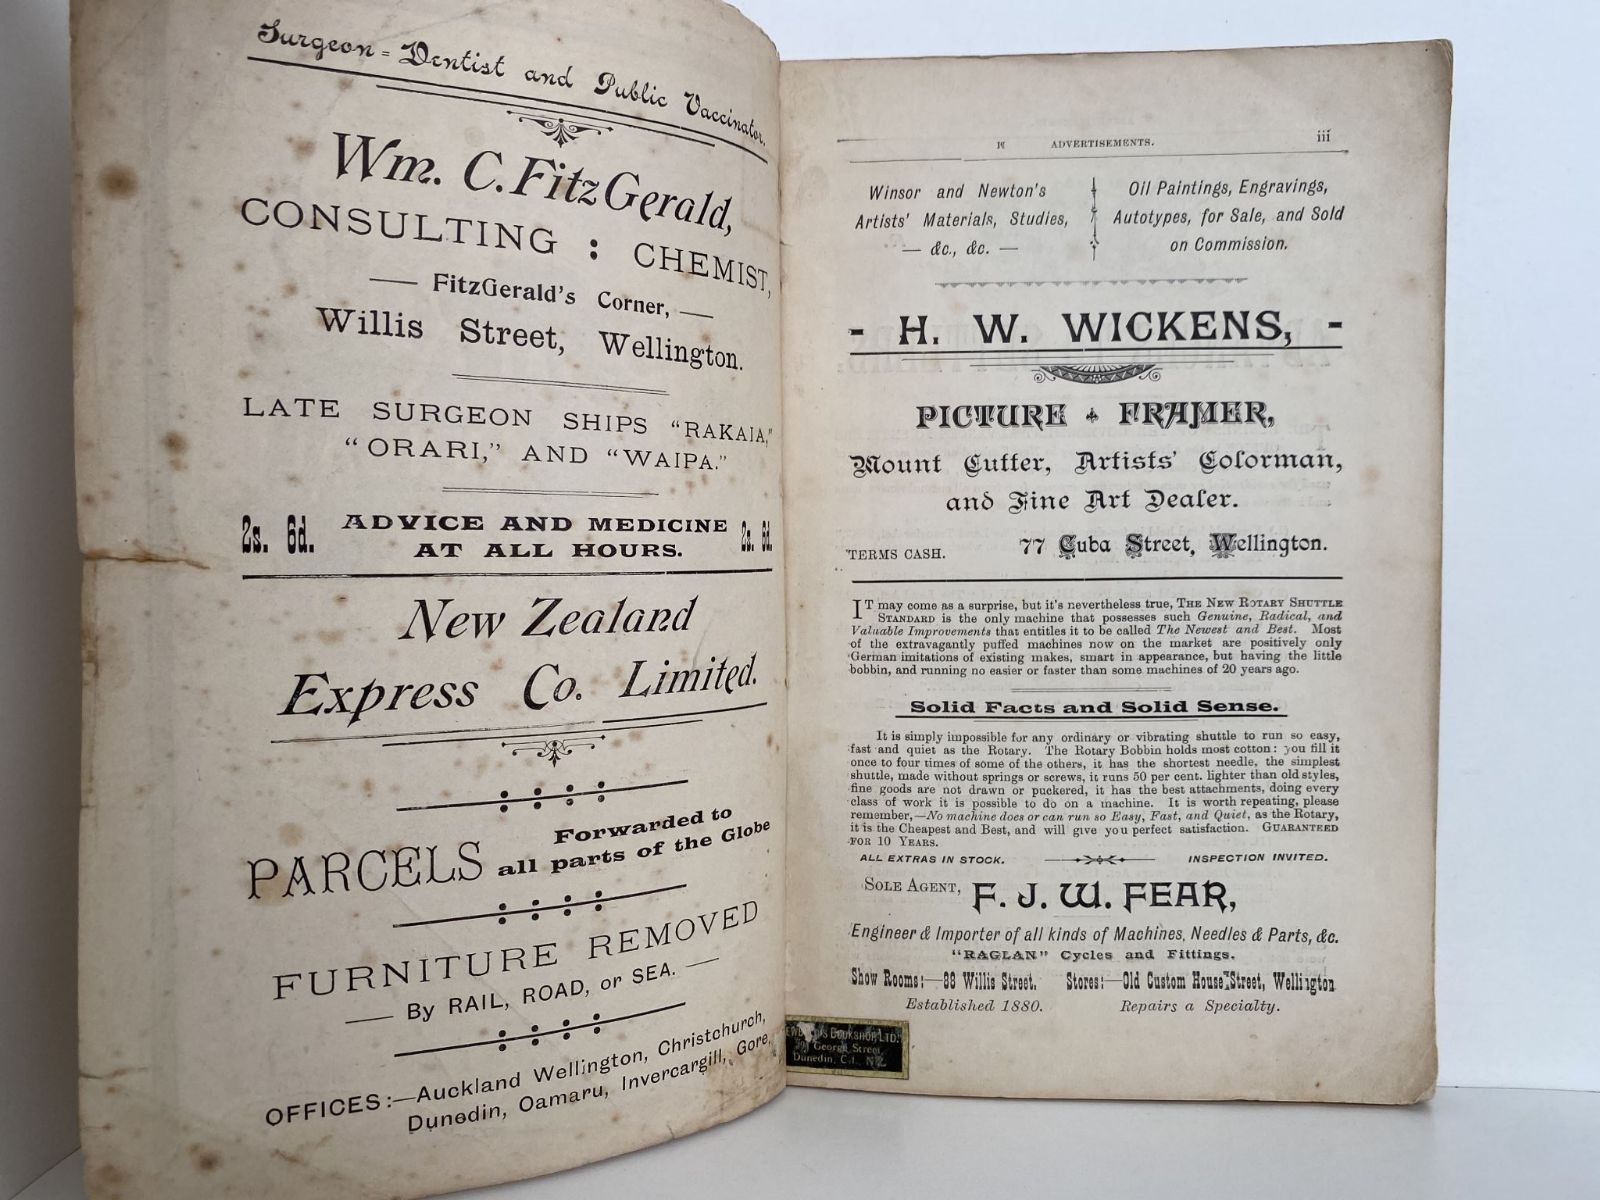 Surgeon-Dentist and Public Vaccinator.
Wm. C. FitzGerald,
CONSULTING : CHEMIST,
— FitzGerald's Corner, —
Willis Street, Wellington.
LATE SURGEON SHIPS "RAKAIA,"
"ORARI," AND "WAIPA."
2s. 6d. ADVICE AND MEDICINE 2s. 6d.
AT ALL HOURS.
New Zealand
Express Co. Limited.
PARCELS Forwarded to
all parts of the Globe
FURNITURE REMOVED
— By RAIL, ROAD, or SEA. —
OFFICES:—Auckland Wellington, Christchurch,
Dunedin, Oamaru, Invercargill, Gore.
ADVERTISEMENTS. iii
Winsor and Newton's
Artists' Materials, Studies,
— &c., &c. —
Oil Paintings, Engravings,
Autotypes, for Sale, and Sold
on Commission.
- H. W. WICKENS, -
PICTURE FRAMER,
Mount Cutter, Artists' Colorman,
and Fine Art Dealer.
TERMS CASH. 77 Cuba Street, Wellington.
IT may come as a surprise, but it's nevertheless true, THE NEW ROTARY SHUTTLE
STANDARD is the only machine that possesses such Genuine, Radical, and
Valuable Improvements that entitles it to be called The Newest and Best. Most
of the extravagantly puffed machines now on the market are positively only
German imitations of existing makes, smart in appearance, but having the little
bobbin, and running no easier or faster than some machines of 20 years ago.
Solid Facts and Solid Sense.
It is simply impossible for any ordinary or vibrating shuttle to run so easy,
fast and quiet as the Rotary. The Rotary Bobbin holds most cotton: you fill it
once to four times of some of the others, it has the shortest needle, the simplest
shuttle, made without springs or screws, it runs 50 per cent. lighter than old styles,
fine goods are not drawn or puckered, it has the best attachments, doing every
class of work it is possible to do on a machine. It is worth repeating, please
remember,—No machine does or can run so Easy, Fast, and Quiet, as the Rotary,
it is the Cheapest and Best, and will give you perfect satisfaction. GUARANTEED
FOR 10 YEARS.
ALL EXTRAS IN STOCK. INSPECTION INVITED.
SOLE AGENT, F. J. W. FEAR,
Engineer & Importer of all kinds of Machines, Needles & Parts, &c.
"RAGLAN" Cycles and Fittings.
Show Rooms:—88 Willis Street. Stores:—Old Custom House Street, Wellington
Established 1880. Repairs a Specialty.
BOOKSHOP LTD.
George Street
Dunedin, C.1., N.Z.